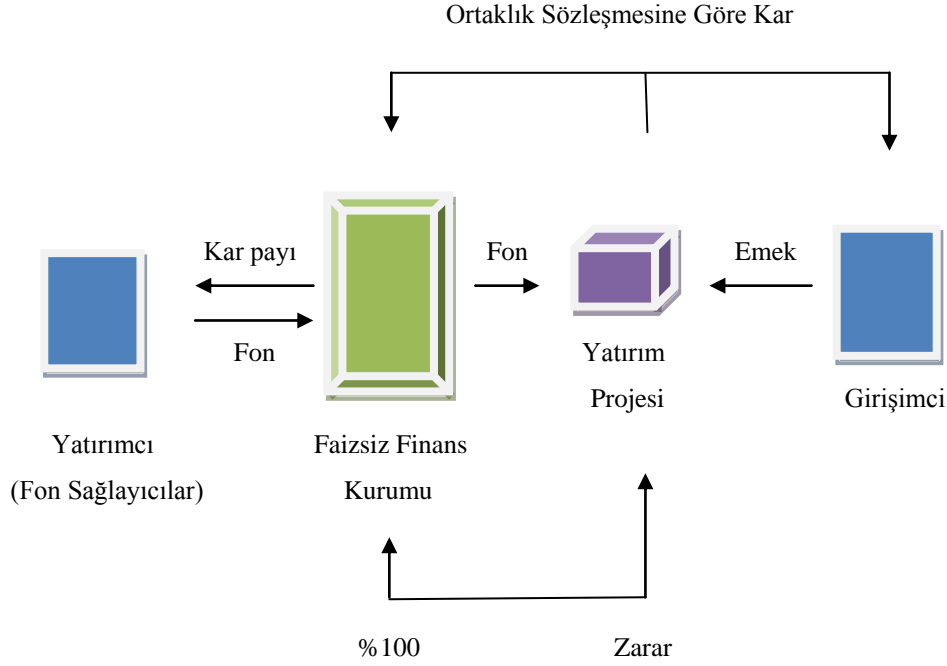 Ortaklık Sözleşmesine Göre Kar
Kar payı
Fon
Emek
Fon
Yatırım
Projesi
Girişimci
Yatırımcı
(Fon Sağlayıcılar)
Faizsiz Finans
Kurumu
%100
Zarar